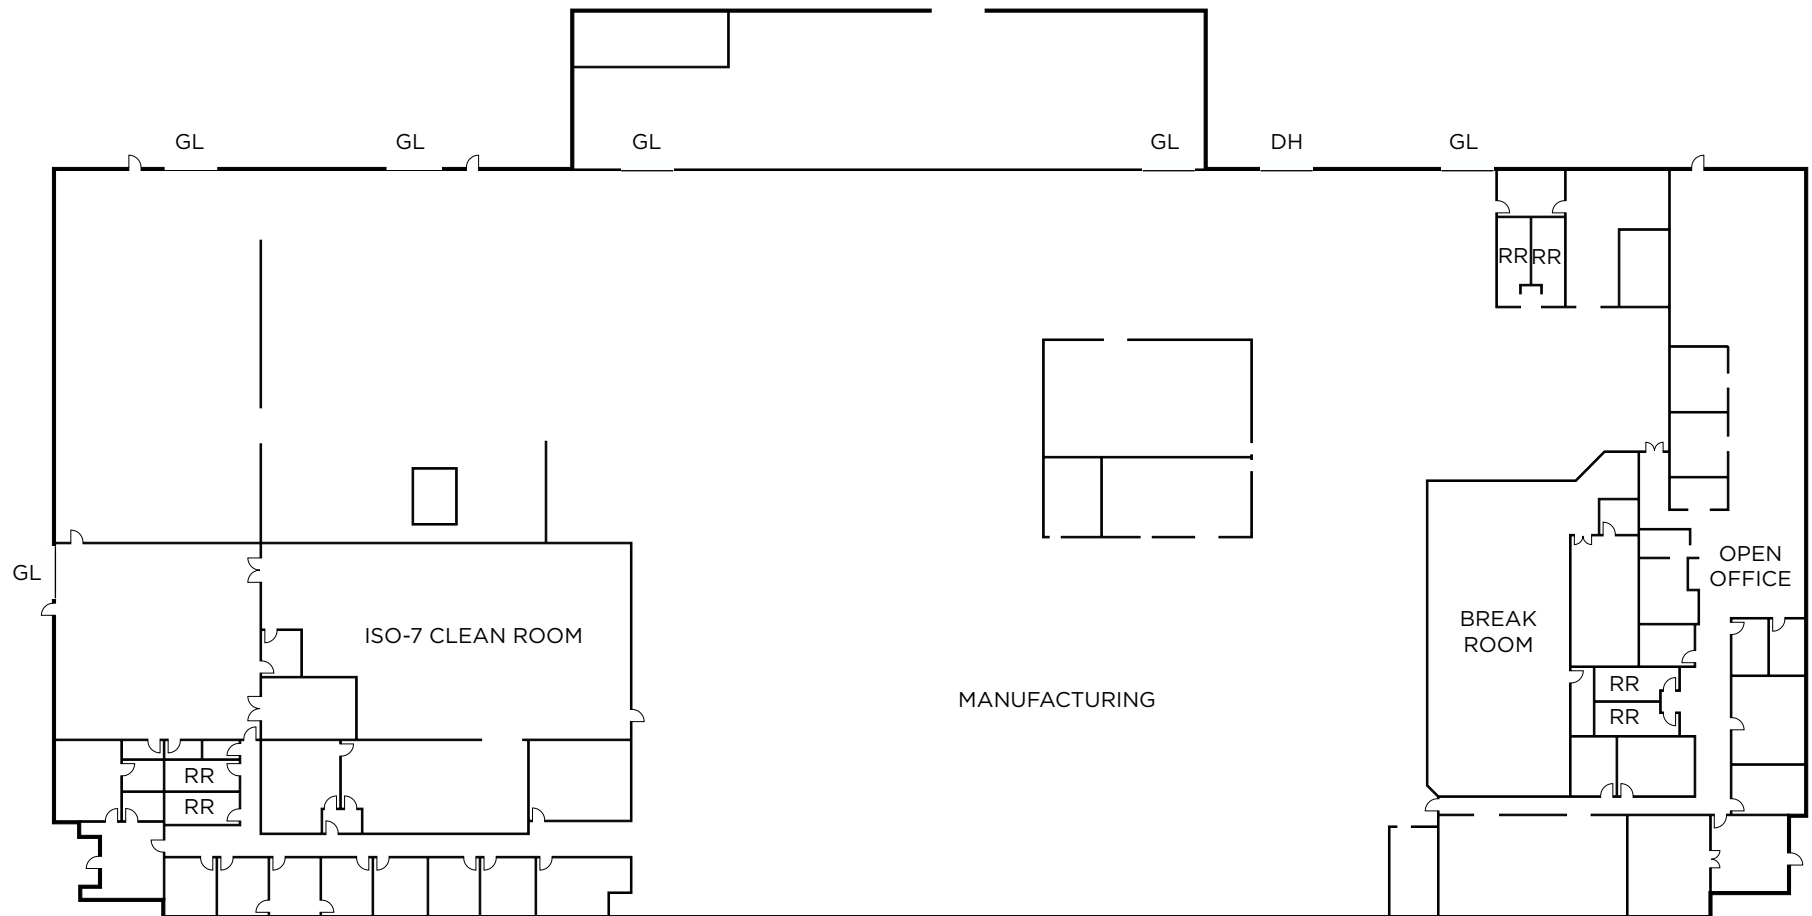 GL
GL
GL
GL
DH
GL
RR
RR
OPEN
OFFICE
GL
BREAK
ROOM
ISO-7 CLEAN ROOM
MANUFACTURING
RR
RR
RR
RR